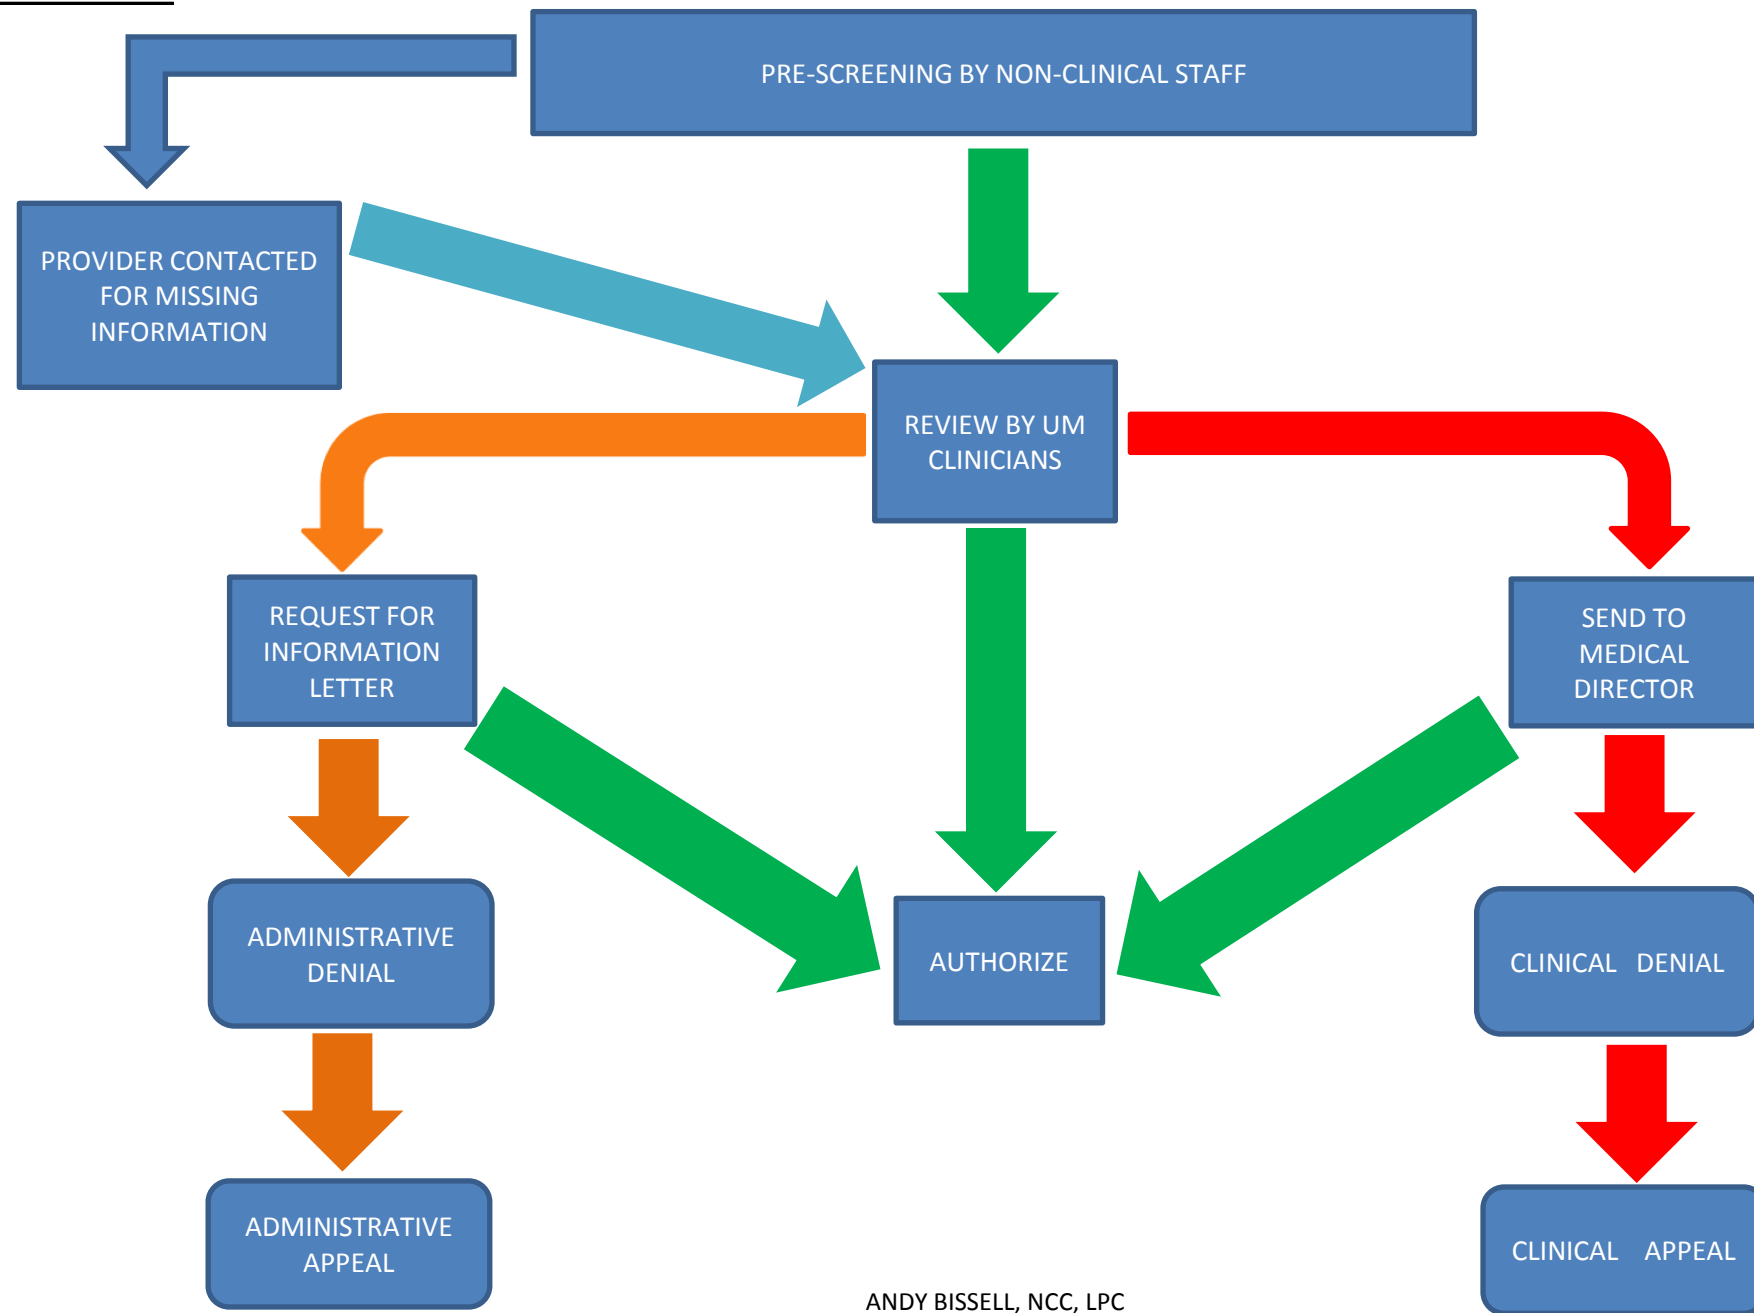 PRE-SCREENING BY NON-CLINICAL STAFF
PROVIDER CONTACTED
FOR MISSING
INFORMATION
REVIEW BY UM
CLINICIANS
REQUEST FOR
INFORMATION
LETTER
SEND TO
MEDICAL
DIRECTOR
ADMINISTRATIVE
DENIAL
AUTHORIZE
CLINICAL DENIAL
ADMINISTRATIVE
APPEAL
CLINICAL APPEAL
ANDY BISSELL, NCC, LPC